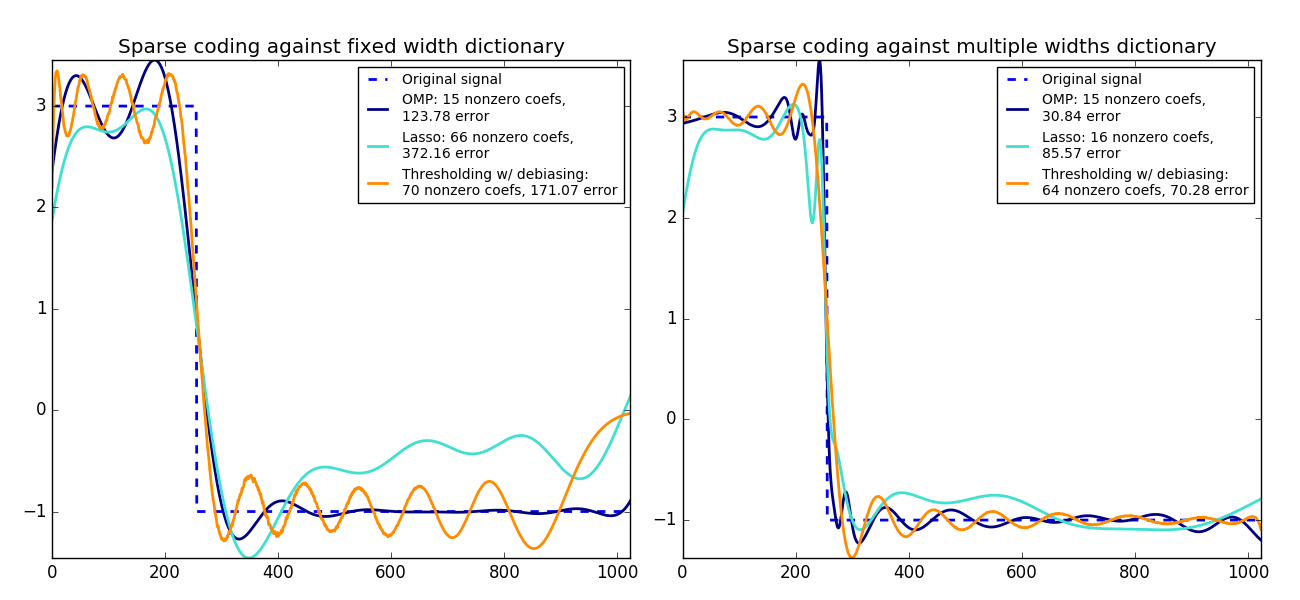 Sparse coding against fixed width dictionary
Original signal
OMP: 15 nonzero coefs,
123.78 error
Lasso: 66 nonzero coefs,
372.16 error
Thresholding w/ debiasing:
70 nonzero coefs, 171.07 error
3
2
1
0
−1
0
200
400
600
800
1000
Sparse coding against multiple widths dictionary
Original signal
OMP: 15 nonzero coefs,
30.84 error
Lasso: 16 nonzero coefs,
85.57 error
Thresholding w/ debiasing:
64 nonzero coefs, 70.28 error
3
2
1
0
−1
0
200
400
600
800
1000